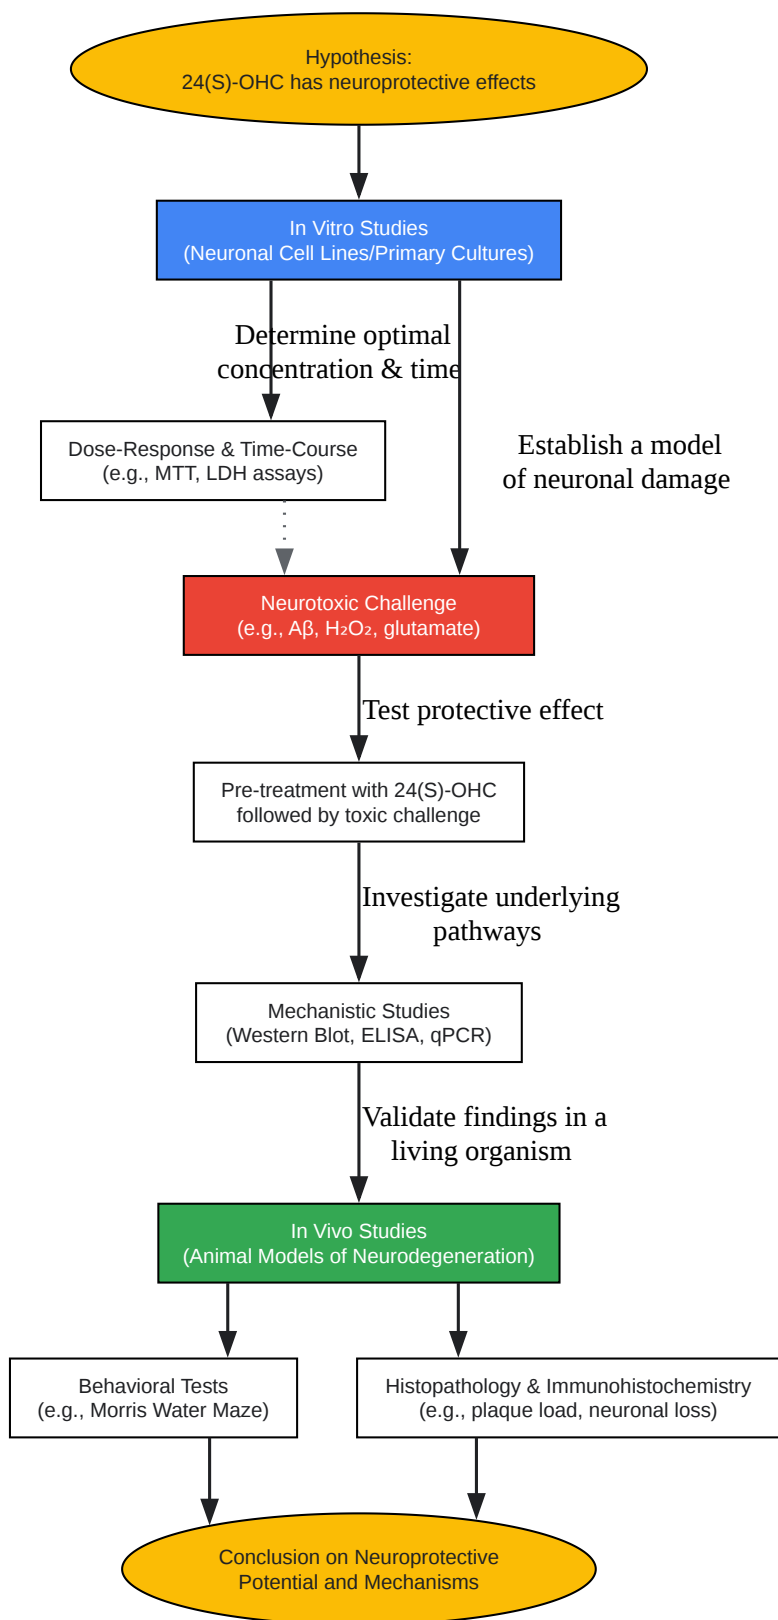 Hypothesis:
24(S)-OHC has neuroprotective effects
In Vitro Studies
(Neuronal Cell Lines/Primary Cultures)
Determine optimal
concentration & time
Dose-Response & Time-Course
(e.g., MTT, LDH assays)
Establish a model
of neuronal damage
Neurotoxic Challenge
(e.g., Aβ, H₂O₂, glutamate)
Test protective effect
Pre-treatment with 24(S)-OHC
followed by toxic challenge
Investigate underlying
pathways
Mechanistic Studies
(Western Blot, ELISA, qPCR)
Validate findings in a
living organism
In Vivo Studies
(Animal Models of Neurodegeneration)
Behavioral Tests
(e.g., Morris Water Maze)
Histopathology & Immunohistochemistry
(e.g., plaque load, neuronal loss)
Conclusion on Neuroprotective
Potential and Mechanisms